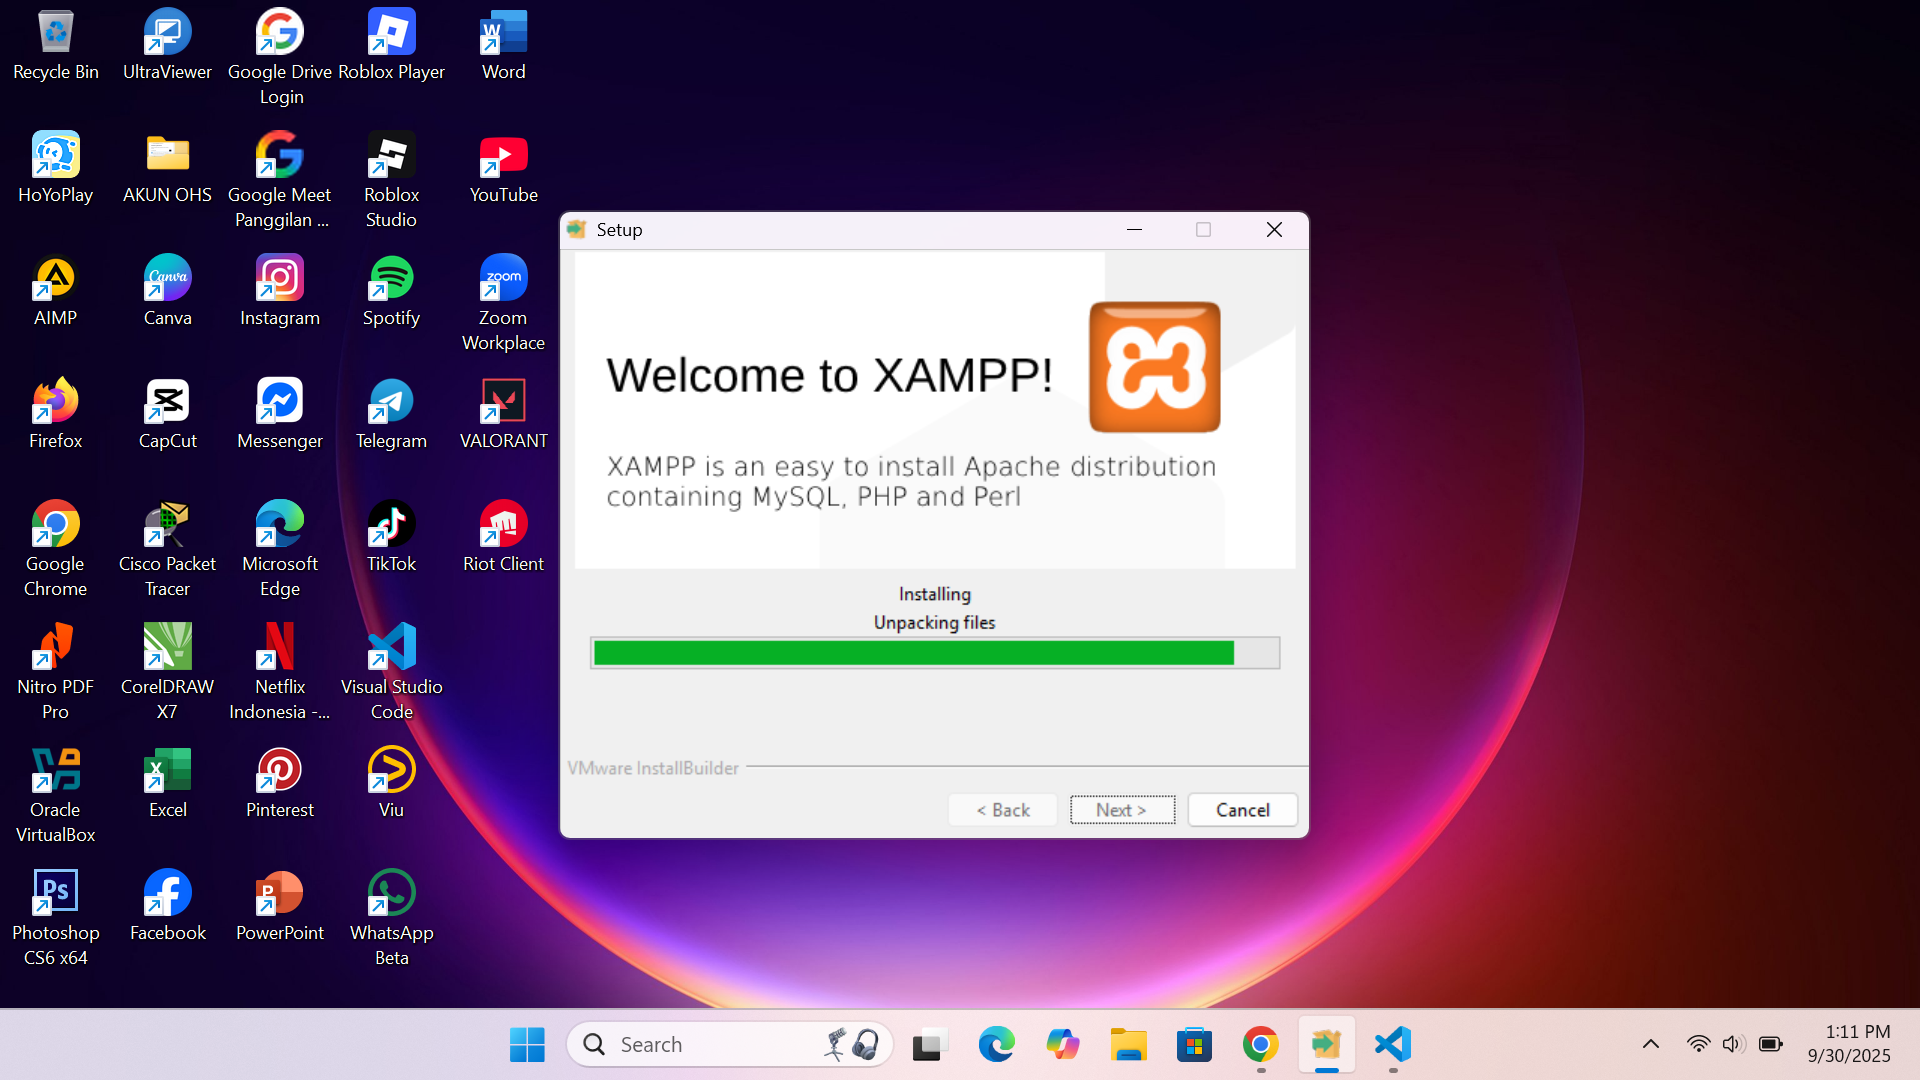 Recycle Bin
UltraViewer
Google Drive
Login
Roblox Player
Word
HoYoPlay
AKUN OHS
Google Meet
Panggilan ...
Roblox
Studio
YouTube
AIMP
Canva
Instagram
Spotify
Zoom
Workplace
Firefox
CapCut
Messenger
Telegram
VALORANT
Google
Chrome
Cisco Packet
Tracer
Microsoft
Edge
TikTok
Riot Client
Nitro PDF
Pro
CorelDRAW
X7
Netflix
Indonesia -...
Visual Studio
Code
Oracle
VirtualBox
Excel
Pinterest
Viu
Photoshop
CS6 x64
Facebook
PowerPoint
WhatsApp
Beta
Canva
zoom
Ps
Setup
Welcome to XAMPP!
XAMPP is an easy to install Apache distribution
containing MySQL, PHP and Perl
Installing
Unpacking files
VMware InstallBuilder
< Back
Next >
Cancel
Search
1:11 PM
9/30/2025